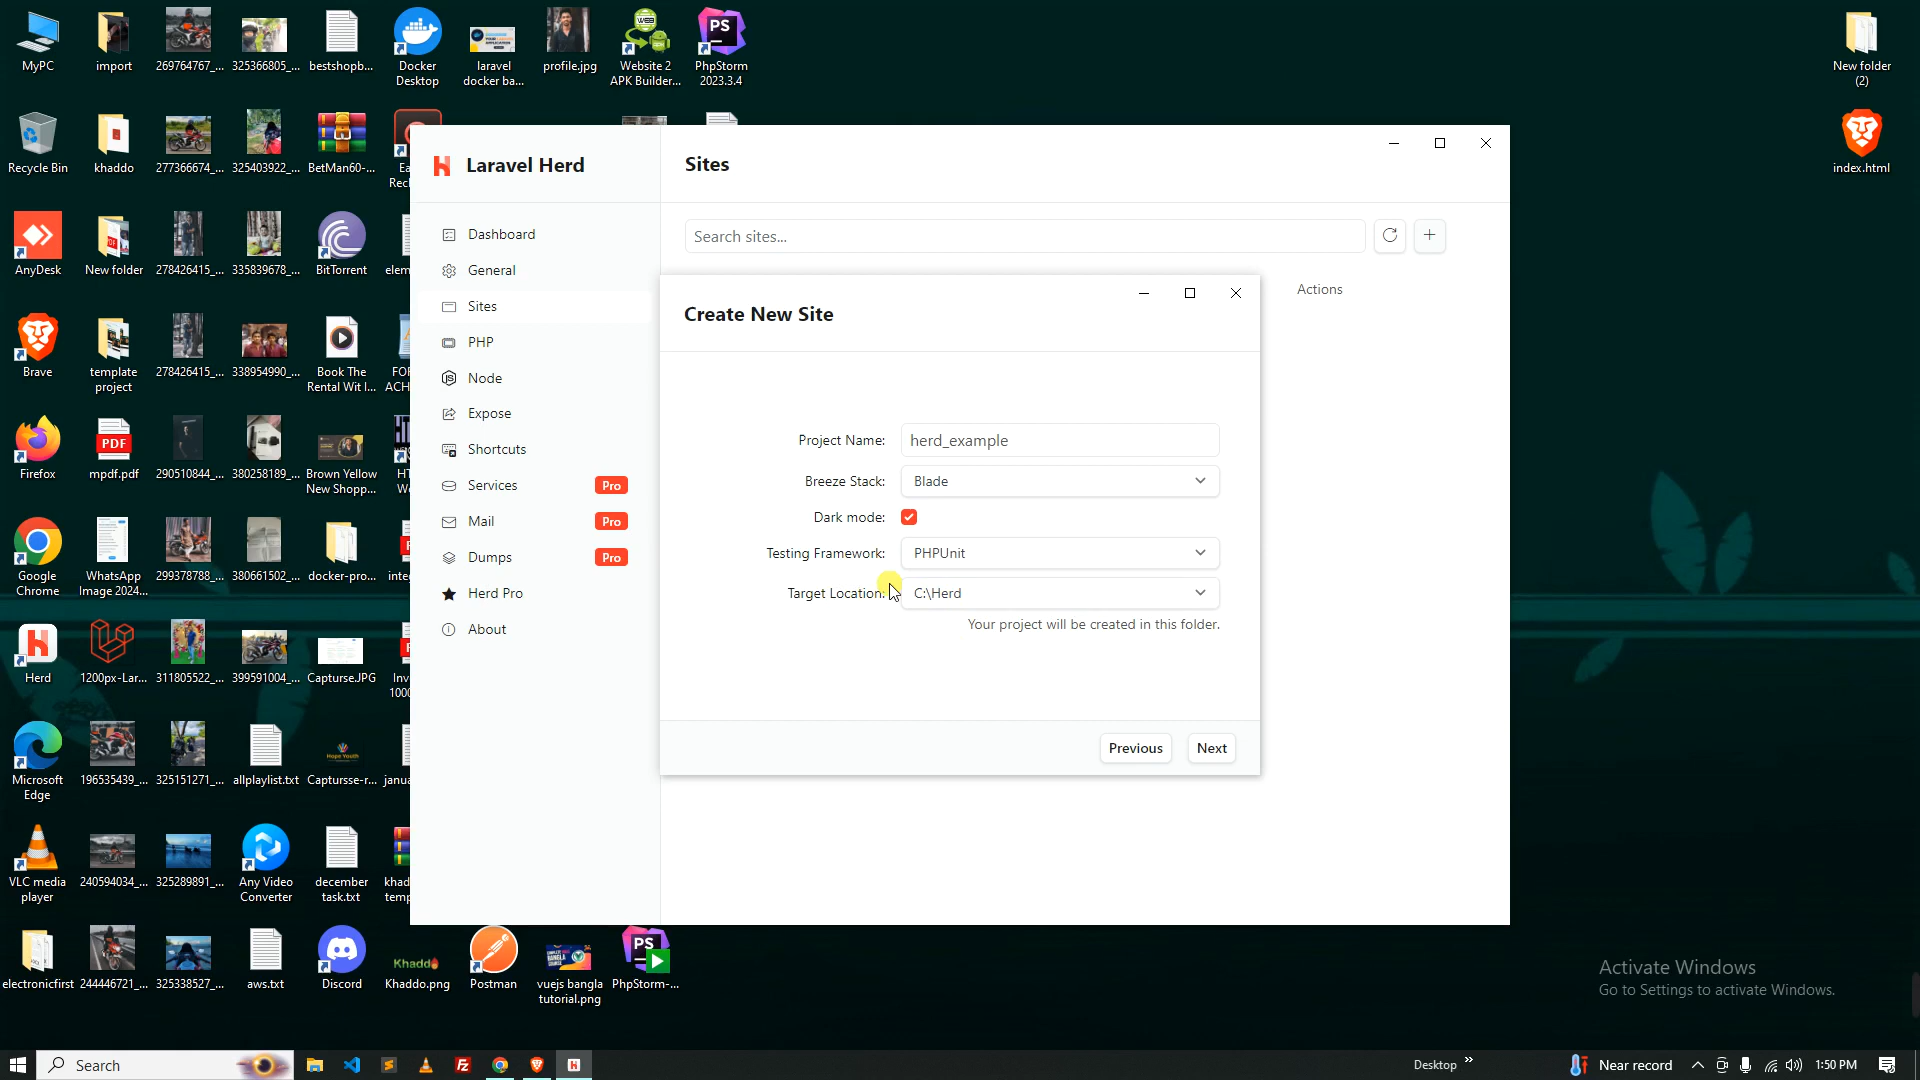 MyPC
import
269764767_...
325366805_...
bestshopb...
Docker
Desktop
laravel
docker ba...
profile.jpg
Website 2
APK Builder...
PhpStorm
2023.3.4
New folder
(2)
Recycle Bin
khaddo
277366674_...
325403922_...
BetMan60-...
index.html
AnyDesk
New folder
278426415_...
335839678_...
BitTorrent
elem
Brave
template
project
278426415_...
338954990_...
Book The
Rental Wit I...
Firefox
mpdf.pdf
290510844_...
380258189_...
Brown Yellow
New Shopp...
Google
Chrome
WhatsApp
Image 2024...
299378788_...
380661502_...
docker-pro...
inte
Herd
1200px-Lar...
311805522_...
399591004_...
Capturse.JPG
Inv
Microsoft
Edge
196535439_...
325151271_...
allplaylist.txt
Captursse-r...
janua
VLC media
player
240594034_...
325289891_...
Any Video
Converter
december
task.txt
khad
temp
electronicfirst
244446721_...
325338527_...
aws.txt
Discord
Khaddo.png
Postman
vuejs bangla
tutorial.png
PhpStorm-...
Laravel Herd
Dashboard
General
Sites
PHP
Node
Expose
Shortcuts
Services Pro
Mail Pro
Dumps Pro
Herd Pro
About
Sites
Search sites...
Actions
Create New Site
Project Name: herd_example
Breeze Stack: Blade
Dark mode:
Testing Framework: PHPUnit
Target Location: C:\Herd
Your project will be created in this folder.
Previous
Next
Activate Windows
Go to Settings to activate Windows.
Search
Desktop
Near record
1:50 PM